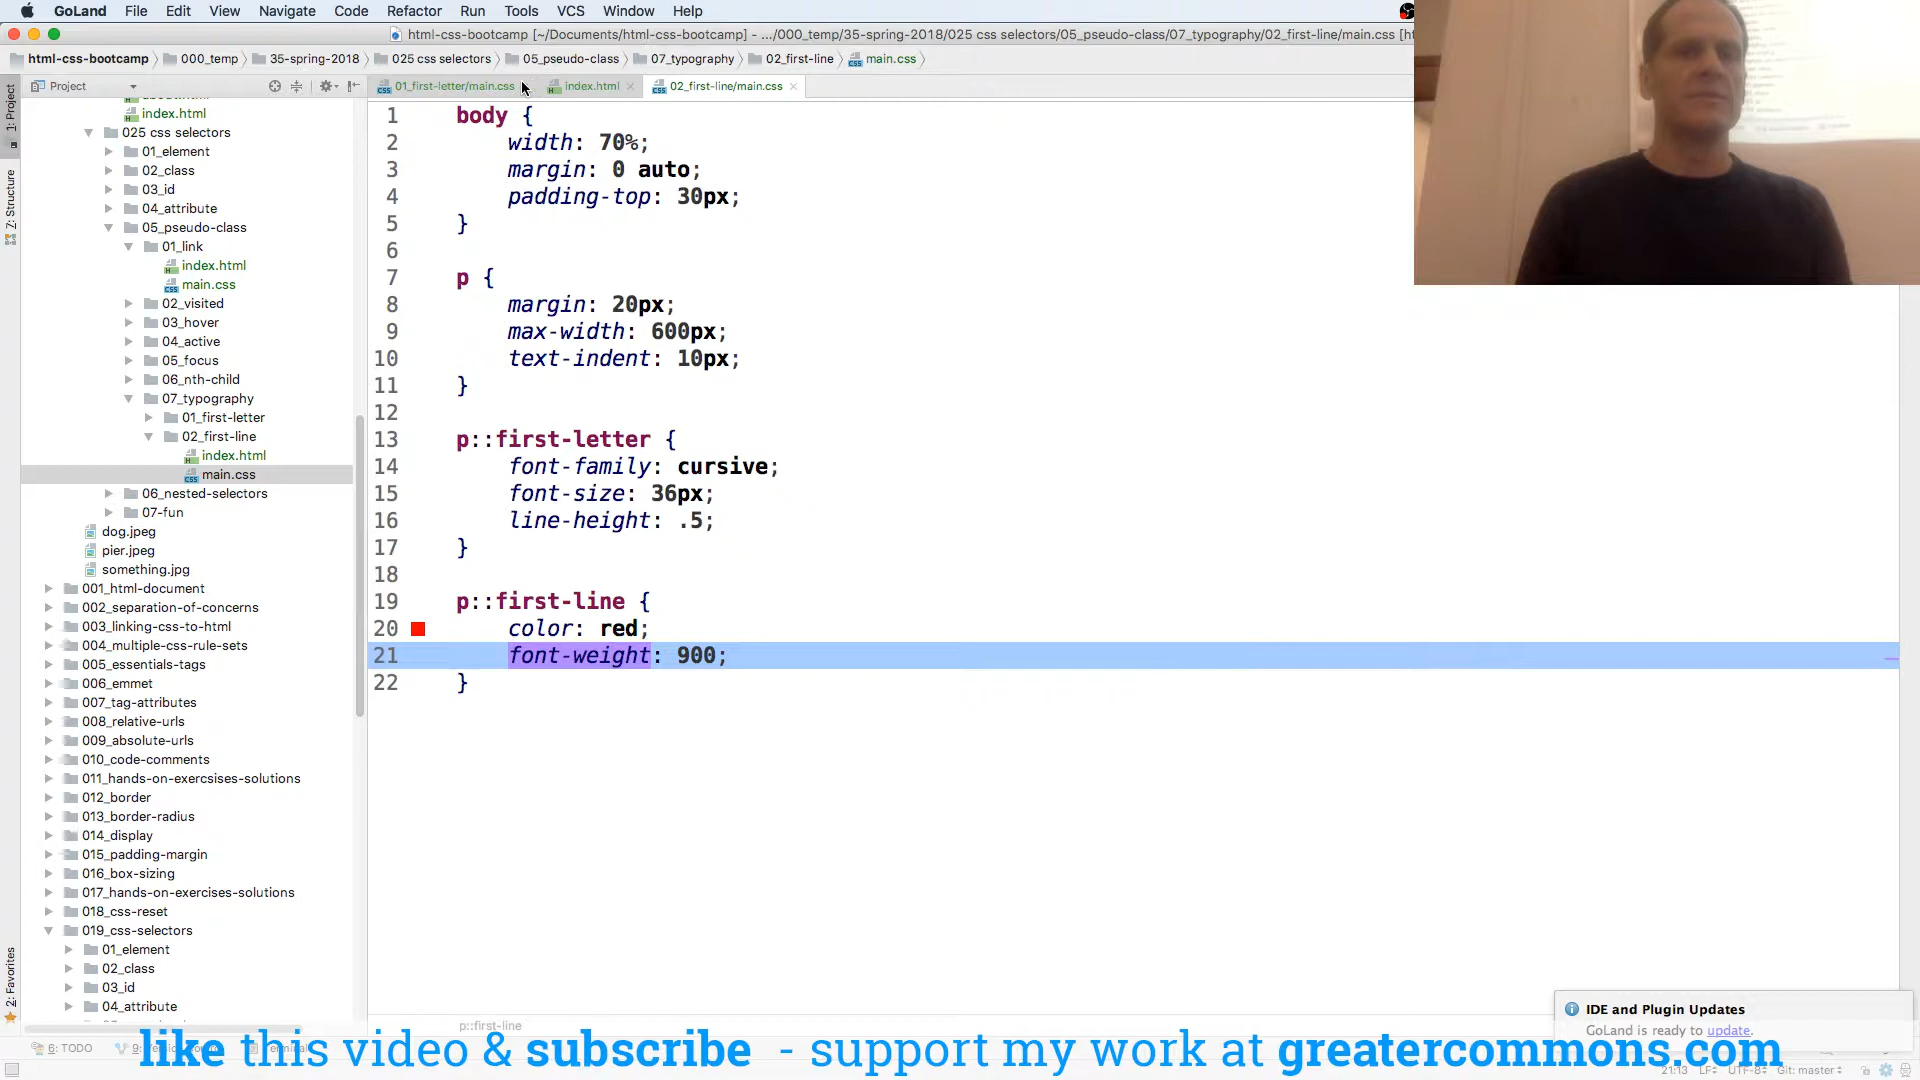 GoLand File Edit View Navigate Code Refactor Run Tools VCS Window Help
html-css-bootcamp [~/Documents/html-css-bootcamp] - .../000_temp/35-spring-2018/025 css selectors/05_pseudo-class/07_typography/02_first-line/main.css
html-css-bootcamp 000_temp 35-spring-2018 025 css selectors 05_pseudo-class 07_typography 02_first-line main.css
Project 01_first-letter/main.css index.html 02_first-line/main.css
1: Project
Z: Structure
2: Favorites
index.html
025 css selectors
01_element
02_class
03_id
04_attribute
05_pseudo-class
01_link
index.html
main.css
02_visited
03_hover
04_active
05_focus
06_nth-child
07_typography
01_first-letter
02_first-line
index.html
main.css
06_nested-selectors
07-fun
dog.jpeg
pier.jpeg
something.jpg
001_html-document
002_separation-of-concerns
003_linking-css-to-html
004_multiple-css-rule-sets
005_essentials-tags
006_emmet
007_tag-attributes
008_relative-urls
009_absolute-urls
010_code-comments
011_hands-on-exercsises-solutions
012_border
013_border-radius
014_display
015_padding-margin
016_box-sizing
017_hands-on-exercises-solutions
018_css-reset
019_css-selectors
01_element
02_class
03_id
04_attribute
1 body {
2 width: 70%;
3 margin: 0 auto;
4 padding-top: 30px;
5 }
6
7 p {
8 margin: 20px;
9 max-width: 600px;
10 text-indent: 10px;
11 }
12
13 p::first-letter {
14 font-family: cursive;
15 font-size: 36px;
16 line-height: .5;
17 }
18
19 p::first-line {
20 color: red;
21 font-weight: 900;
22 }
p::first-line
IDE and Plugin Updates
GoLand is ready to update.
6: TODO
like this video & subscribe - support my work at greatercommons.com
21:13 LF UTF-8 Git: master